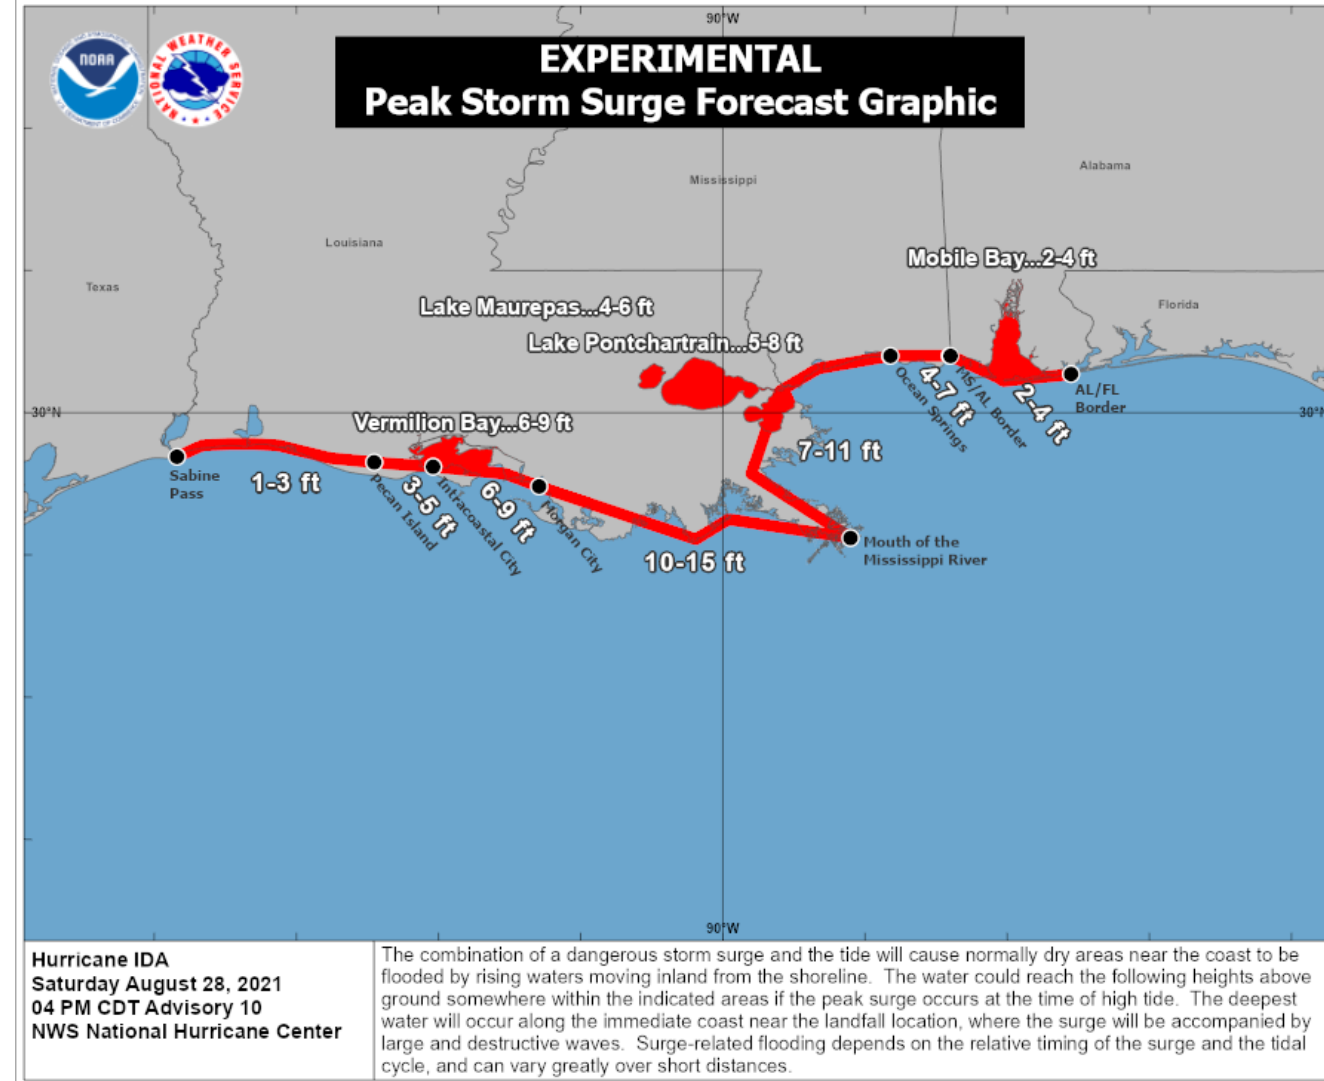 90°W
EXPERIMENTAL
Peak Storm Surge Forecast Graphic
NOAA
NATIONAL WEATHER SERVICE
Alabama
Mississippi
Louisiana
Mobile Bay...2-4 ft
Texas
Lake Maurepas...4-6 ft
Florida
Lake Pontchartrain...5-8 ft
4-7 ft
2-4 ft
Ocean Springs
MS/AL Border
AL/FL
Border
30°N
30°N
Vermilion Bay...6-9 ft
7-11 ft
Sabine
Pass
1-3 ft
Pecan Island
3-5 ft
Intracoastal City
6-9 ft
Morgan City
10-15 ft
Mouth of the
Mississippi River
90°W
Hurricane IDA
Saturday August 28, 2021
04 PM CDT Advisory 10
NWS National Hurricane Center
The combination of a dangerous storm surge and the tide will cause normally dry areas near the coast to be
flooded by rising waters moving inland from the shoreline. The water could reach the following heights above
ground somewhere within the indicated areas if the peak surge occurs at the time of high tide. The deepest
water will occur along the immediate coast near the landfall location, where the surge will be accompanied by
large and destructive waves. Surge-related flooding depends on the relative timing of the surge and the tidal
cycle, and can vary greatly over short distances.